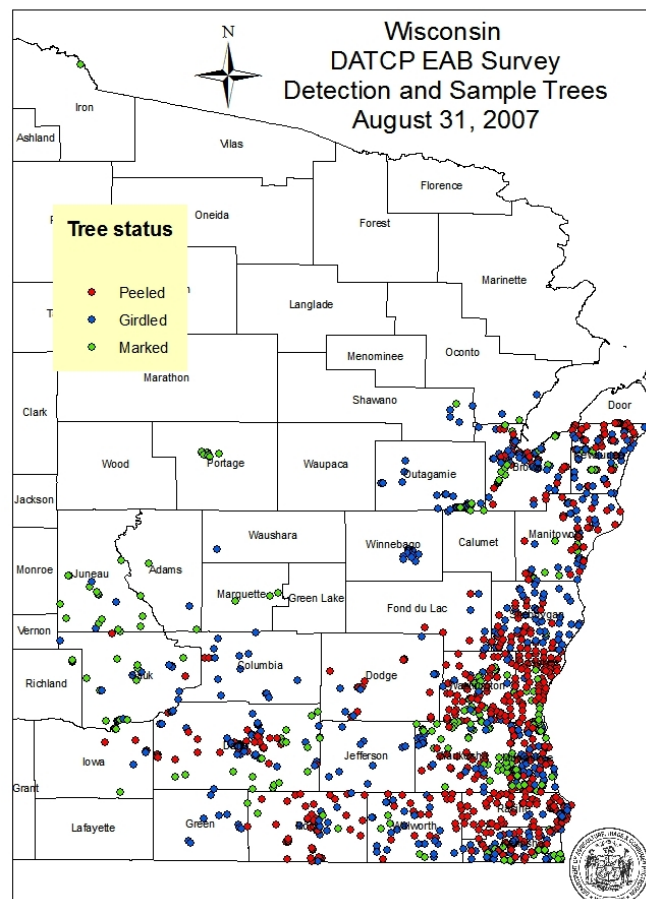 Wisconsin
DATCP EAB Survey
Detection and Sample Trees
August 31, 2007
N
Iron
Ashland
Vilas
Florence
Oneida
Forest
Tree status
Marinette
Peeled
Langlade
Girdled
Marked
Menominee
Oconto
Marathon
Shawano
Door
Clark
Wood
Portage
Waupaca
Outagamie
Jackson
Waushara
Winnebago
Calumet
Manitowoc
Monroe
Juneau
Adams
Marquette
Green Lake
Fond du Lac
Vernon
Columbia
Dodge
Richland
Sauk
Iowa
Jefferson
Grant
Green
Lafayette
Walworth